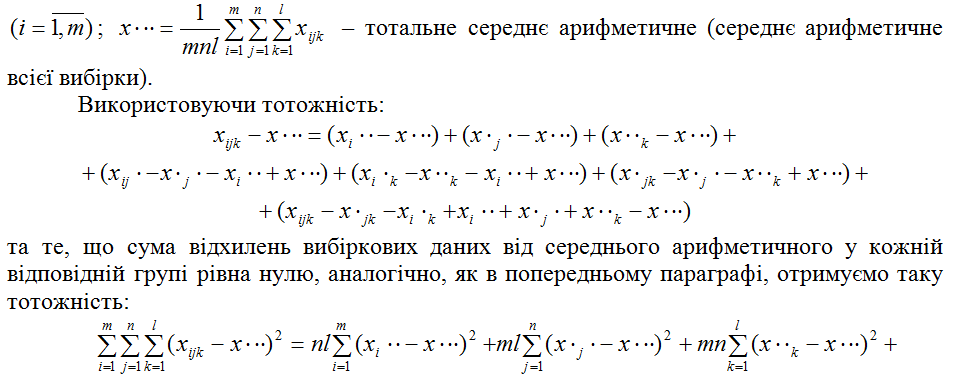 (i = \overline{1,m}); x··· = \frac{1}{mnl} \sum_{i=1}^{m} \sum_{j=1}^{n} \sum_{k=1}^{l} x_{ijk} – тотальне середнє арифметичне (середнє арифметичне
всієї вибірки).
Використовуючи тотожність:
x_{ijk} − x··· = (x_i·· − x···) + (x·_j· − x···) + (x··_k − x···) +
+ (x_{ij}· − x·_j· − x_i·· + x···) + (x_i·_k − x··_k − x_i·· + x···) + (x·_{jk} − x·_j· − x··_k + x···) +
+ (x_{ijk} − x·_{jk} − x_i·_k + x_i·· + x·_j· + x··_k − x···)
та те, що сума відхилень вибіркових даних від середнього арифметичного у кожній
відповідній групі рівна нулю, аналогічно, як в попередньому параграфі, отримуємо таку
тотожність:
\sum_{i=1}^{m} \sum_{j=1}^{n} \sum_{k=1}^{l} (x_{ijk} − x···)^2 = nl \sum_{i=1}^{m} (x_i·· − x···)^2 + ml \sum_{j=1}^{n} (x·_j· − x···)^2 + mn \sum_{k=1}^{l} (x··_k − x···)^2 +